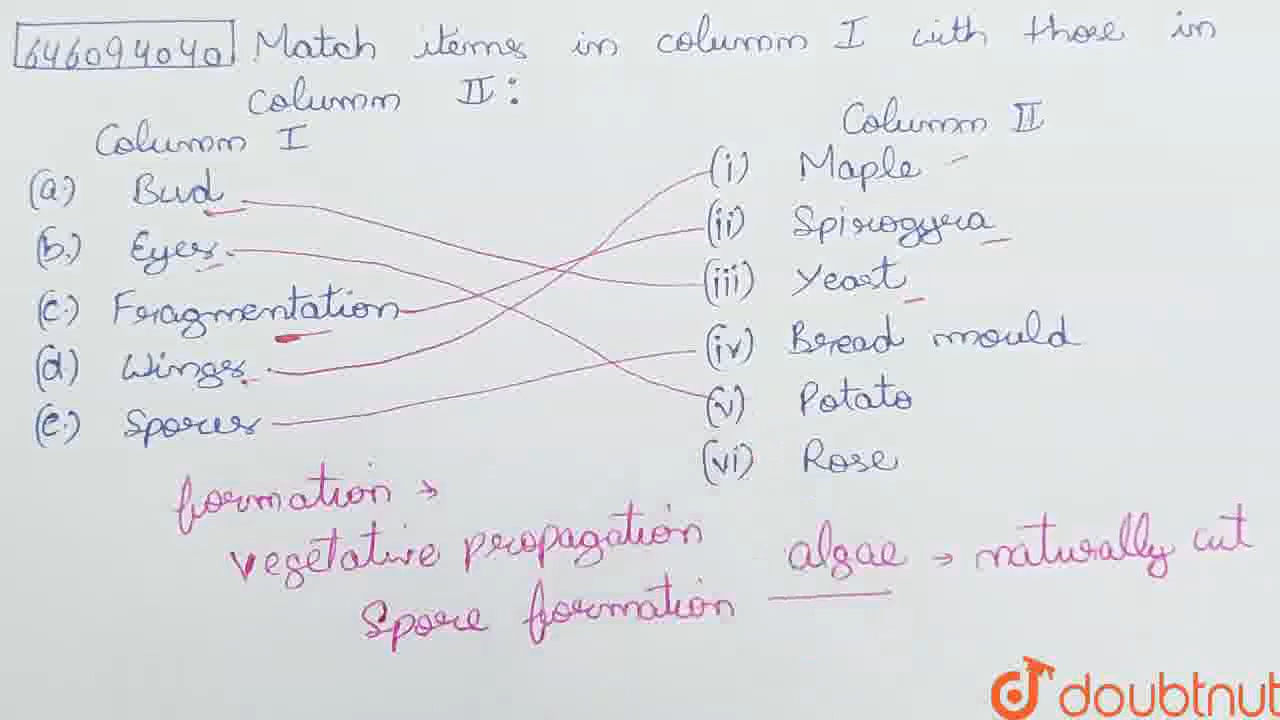 646094040 Match items in column I with those in
column II:
Column I
Column II
(a.) Bud
(i) Maple
(b.) Eyes
(ii) Spirogyra
(c.) Fragmentation
(iii) Yeast
(d) Wings
(iv) Bread mould
(e.) Spores
(v) Potato
(vi) Rose
formation →
vegetative propagation
algae → naturally cut
Spore formation
doubtnut